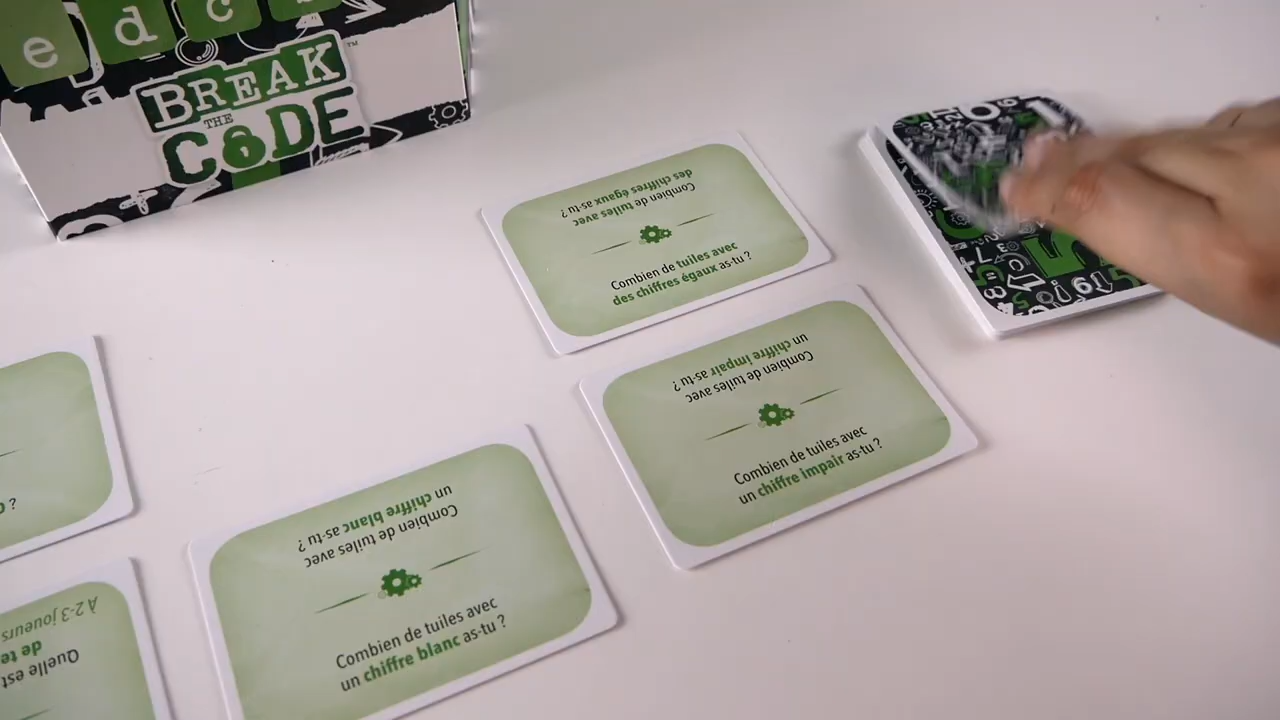 e d c
BREAK
THE
CODE
™
Combien de tuiles avec
des chiffres égaux as-tu ?
Combien de tuiles avec
des chiffres égaux as-tu ?
Combien de tuiles avec
un chiffre impair as-tu ?
Combien de tuiles avec
un chiffre impair as-tu ?
Combien de tuiles avec
un chiffre blanc as-tu ?
Combien de tuiles avec
un chiffre blanc as-tu ?
?
À 2-3 joueurs
Quelle est